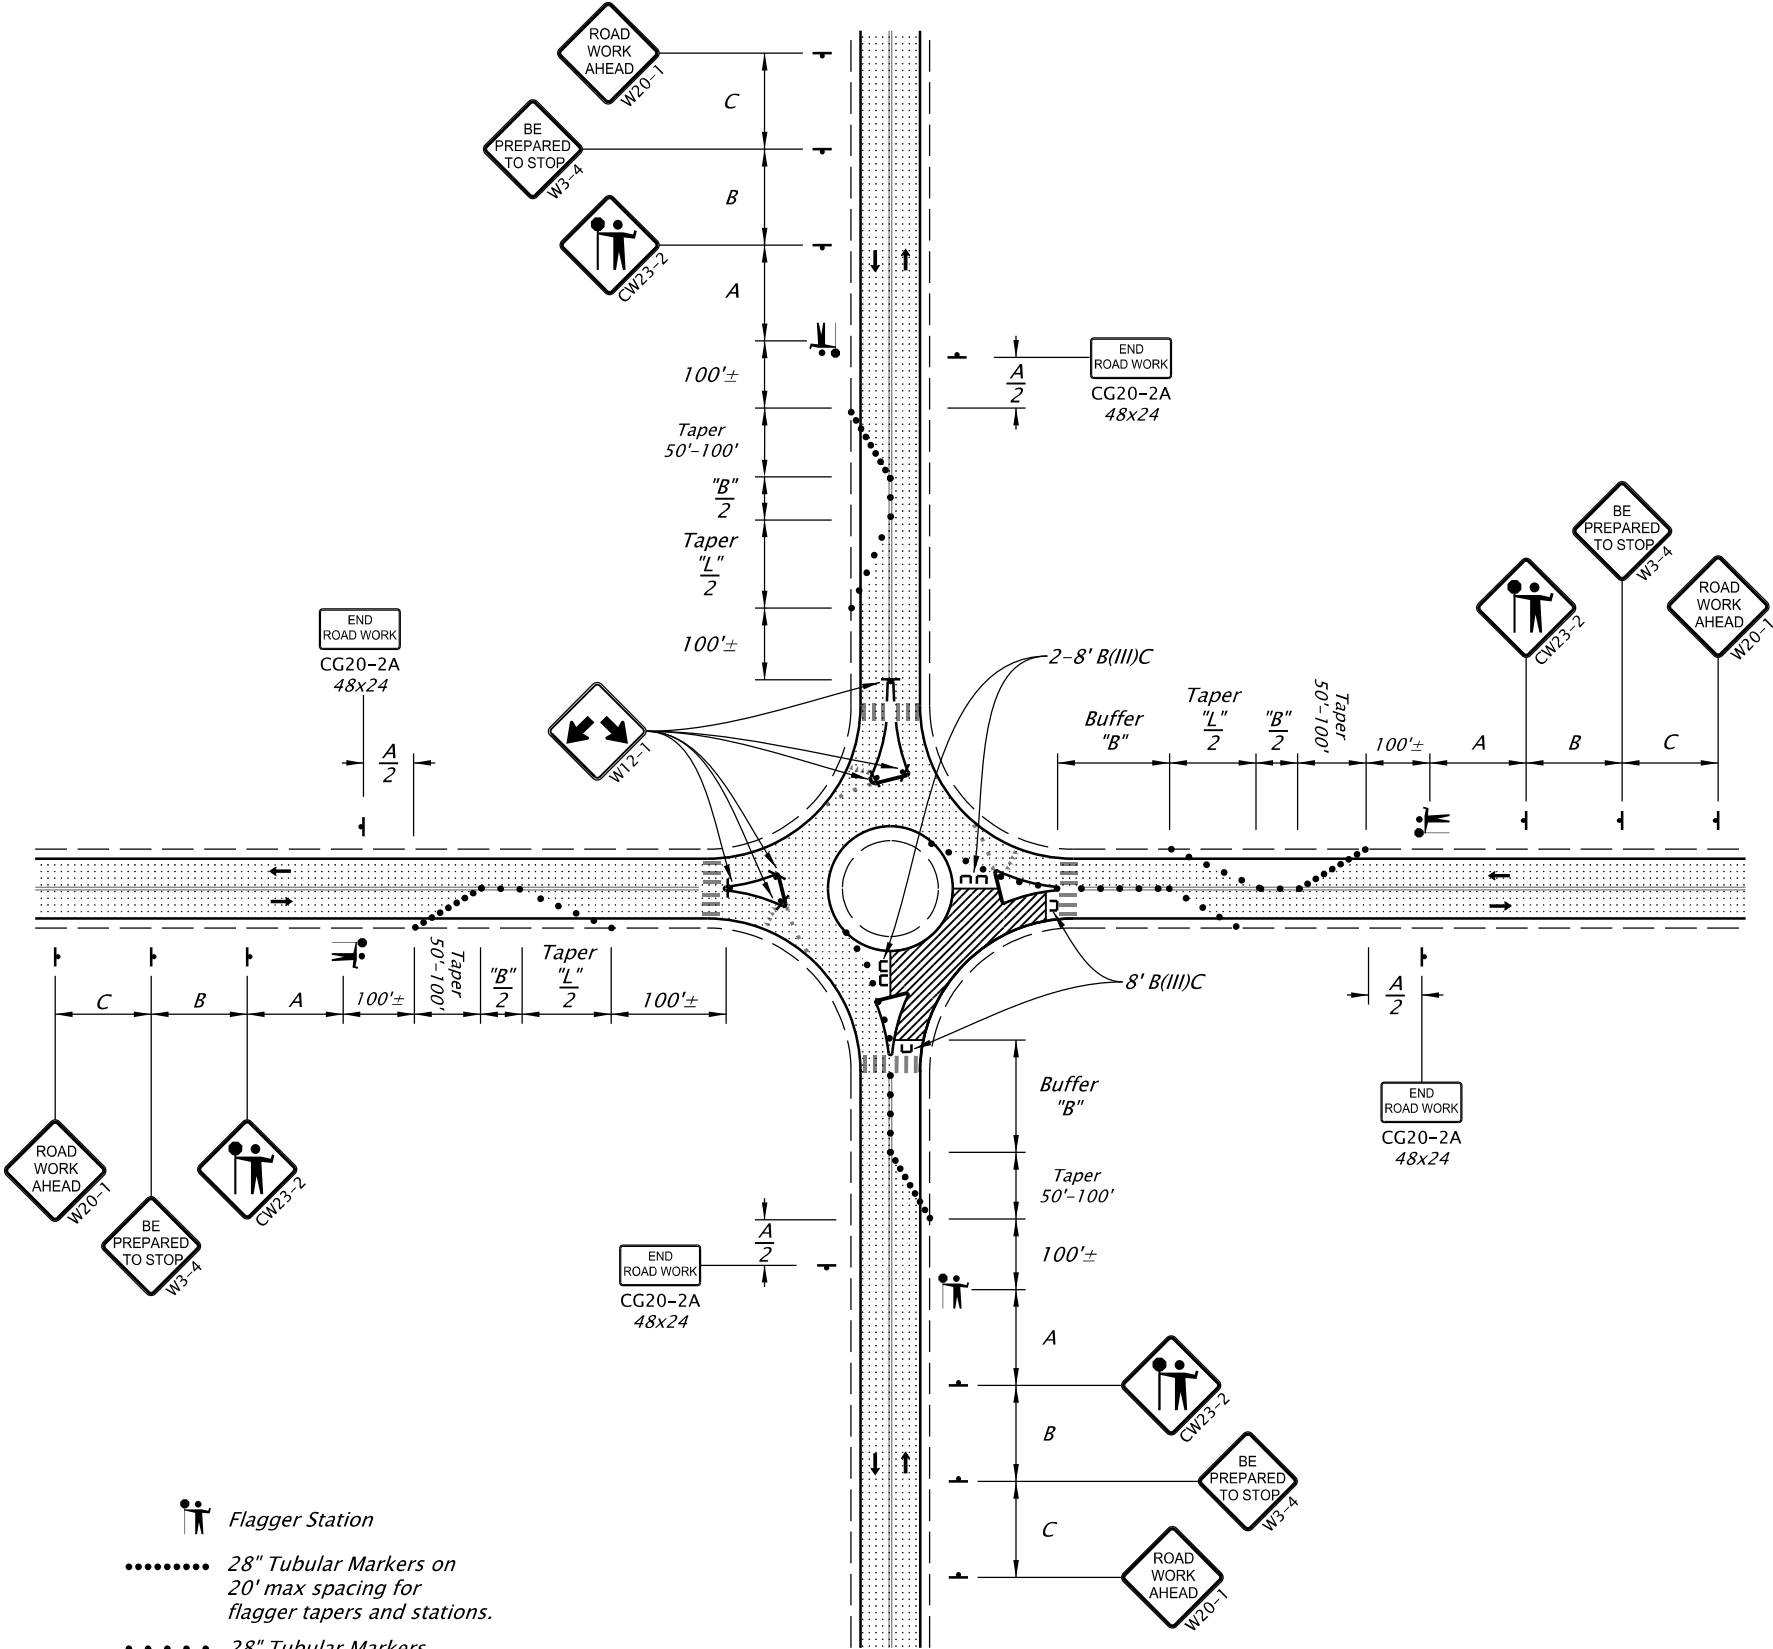 ROAD
WORK
AHEAD
W20-1
C
BE
PREPARED
TO STOP
W3-4
B
CW23-2
A
100'±
END
ROAD WORK
CG20-2A
48x24
A
2
Taper
50'-100'
"B"
2
Taper
"L"
2
100'±
BE
PREPARED
TO STOP
W3-4
CW23-2
ROAD
WORK
AHEAD
W20-1
END
ROAD WORK
CG20-2A
48x24
2-8' B(III)C
W12-1
A
2
Buffer
"B"
Taper
"L"
2
"B"
2
Taper
50'-100'
100'±
A
B
C
C
B
A
100'±
Taper
50'-100'
"B"
2
Taper
"L"
2
100'±
8' B(III)C
A
2
END
ROAD WORK
CG20-2A
48x24
Buffer
"B"
ROAD
WORK
AHEAD
W20-1
CW23-2
BE
PREPARED
TO STOP
W3-4
Taper
50'-100'
A
2
100'±
END
ROAD WORK
CG20-2A
48x24
A
CW23-2
B
BE
PREPARED
TO STOP
W3-4
C
ROAD
WORK
AHEAD
W20-1
Flagger Station
28" Tubular Markers on
20' max spacing for
flagger tapers and stations.
28" Tubular Markers